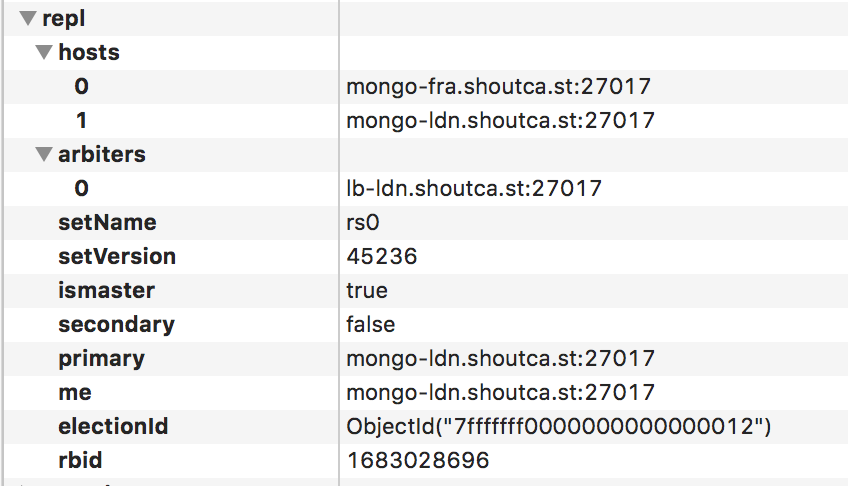 repl
hosts
0 mongo-fra.shoutca.st:27017
1 mongo-ldn.shoutca.st:27017
arbiters
0 lb-ldn.shoutca.st:27017
setName rs0
setVersion 45236
ismaster true
secondary false
primary mongo-ldn.shoutca.st:27017
me mongo-ldn.shoutca.st:27017
electionId ObjectId("7fffffff0000000000000012")
rbid 1683028696